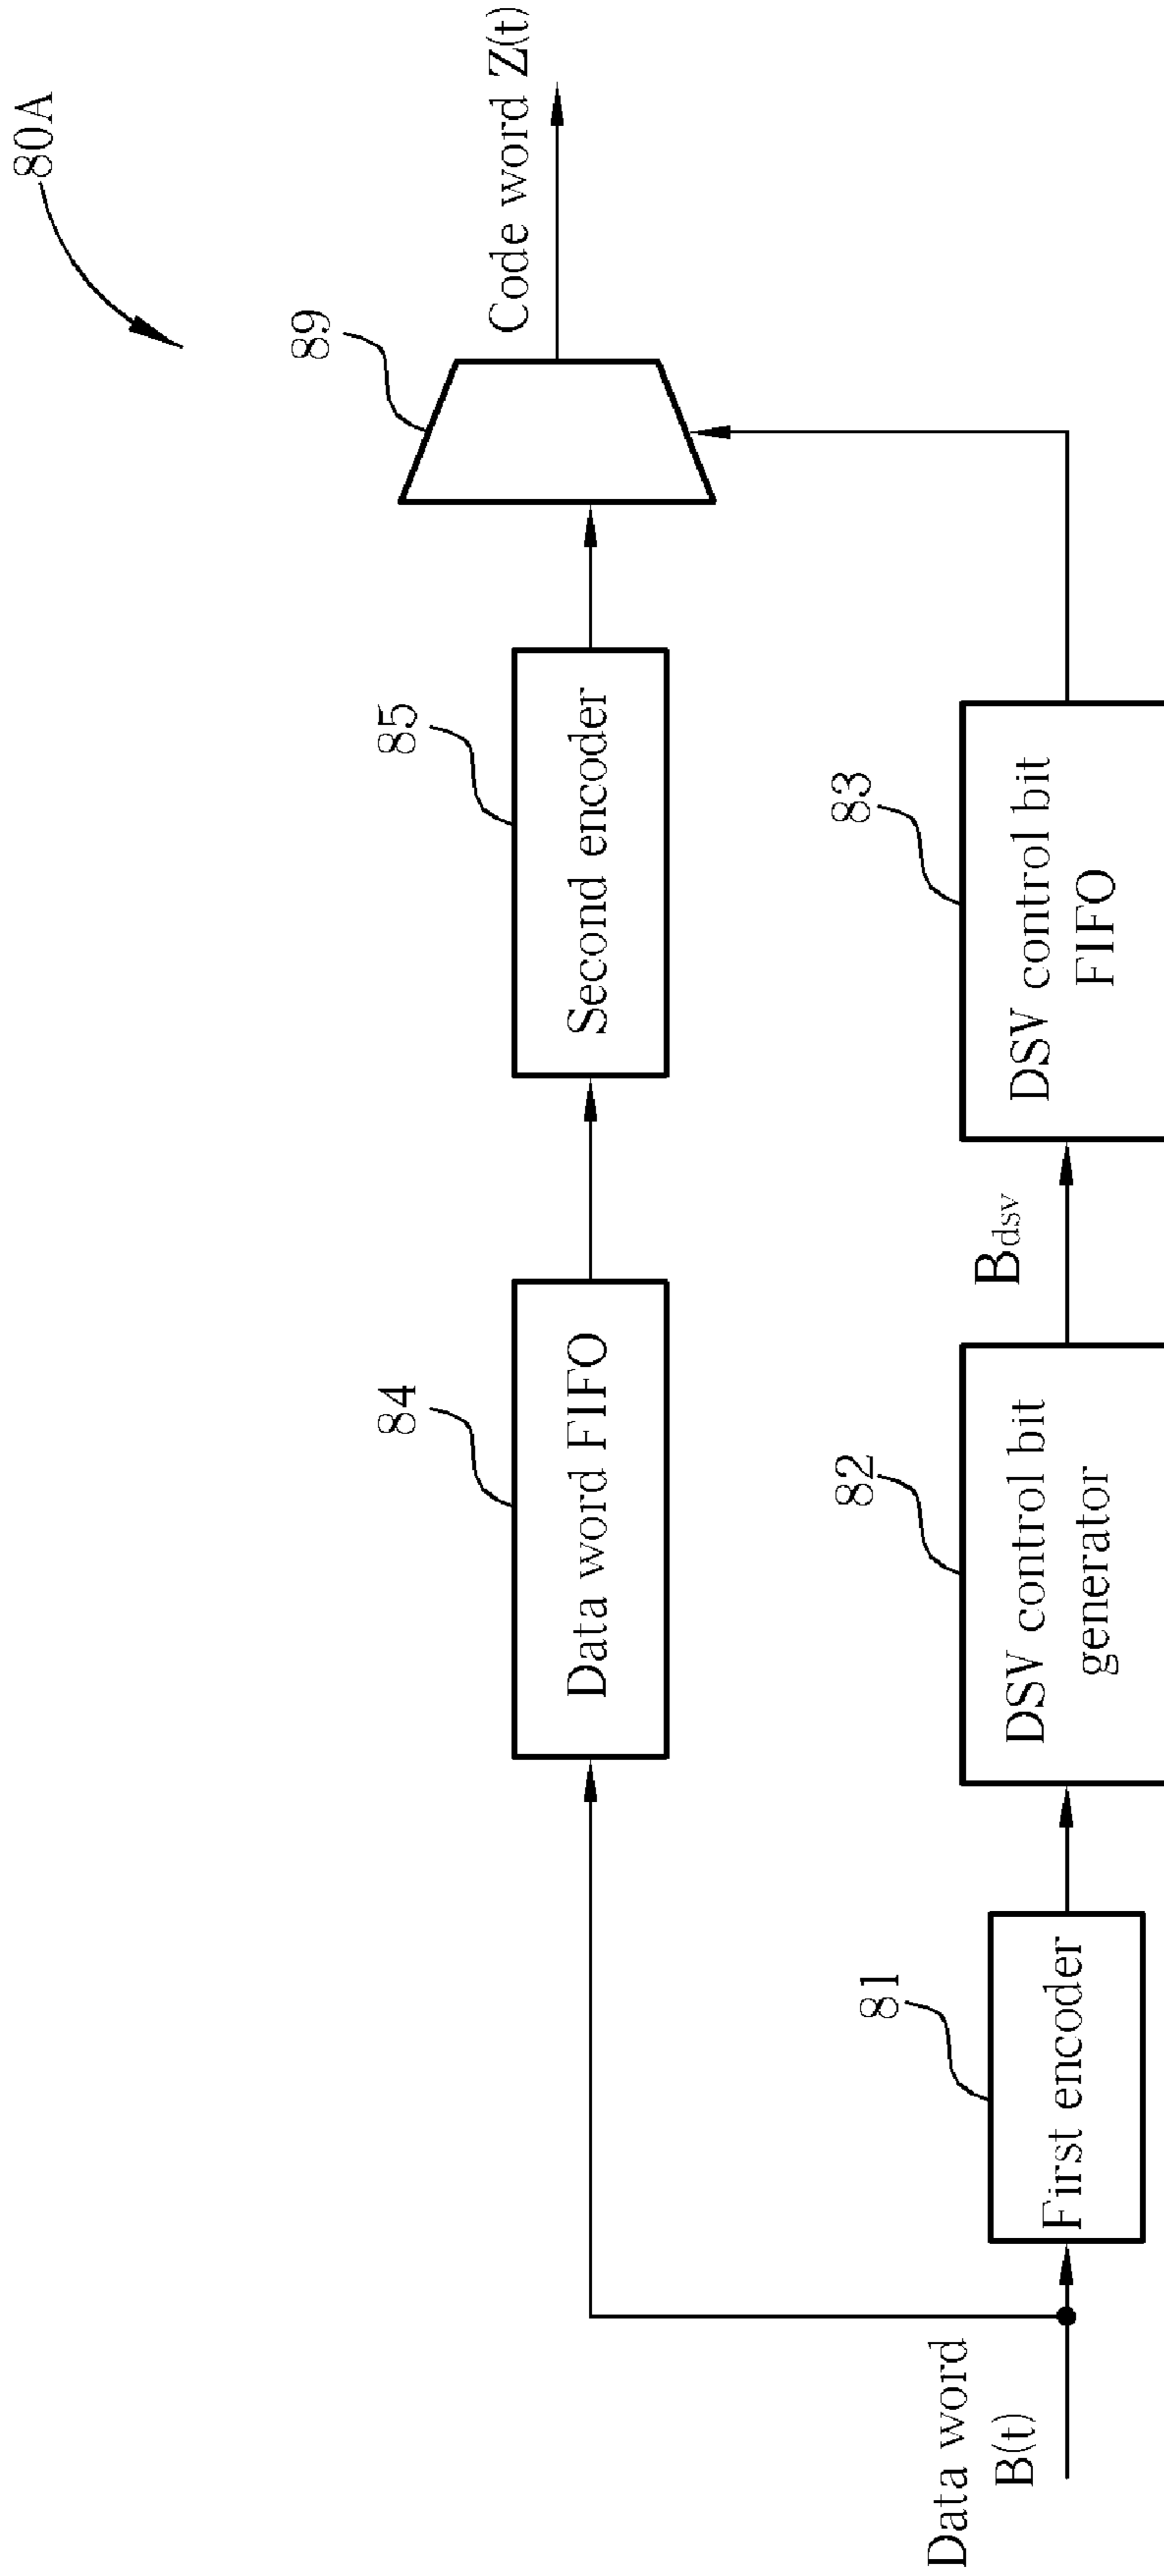 80A
89
Code word Z(t)
84
85
Data word FIFO
Second encoder
81
82
83
Data word
B(t)
First encoder
DSV control bit
generator
Bdsv
DSV control bit
FIFO